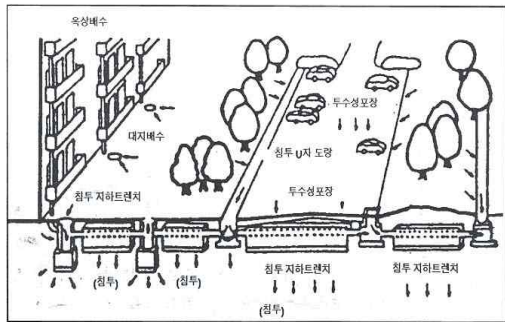 옥상배수
투수성포장
대지배수
침투 U자 도랑
침투 지하트렌치
투수성포장
(침투)
(침투)
침투 지하트렌치
침투 지하트렌치
(침투)